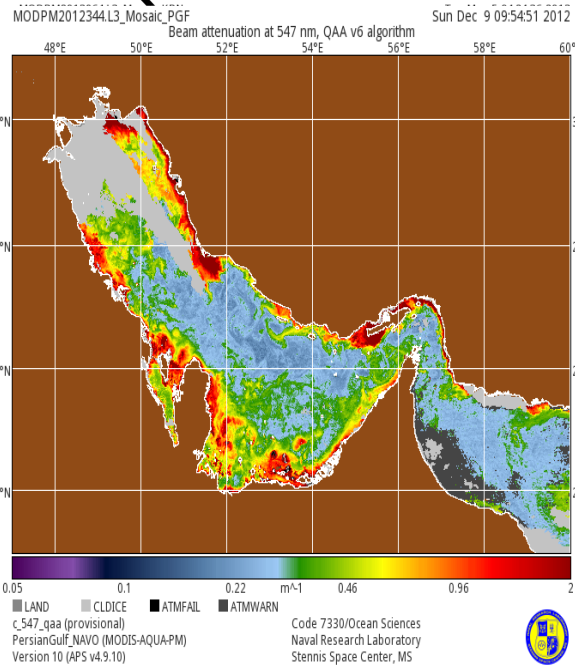 MODPM2012344.L3_Mosaic_PGF
Sun Dec 9 09:54:51 2012
Beam attenuation at 547 nm, QAA v6 algorithm
48°E 50°E 52°E 54°E 56°E 58°E 60°
0.05 0.1 0.22 m^-1 0.46 0.96 2
LAND CLDICE ATMFAIL ATMWARN
c_547_qaa (provisional)
PersianGulf_NAVO (MODIS-AQUA-PM)
Version 10 (APS v4.9.10)
Code 7330/Ocean Sciences
Naval Research Laboratory
Stennis Space Center, MS